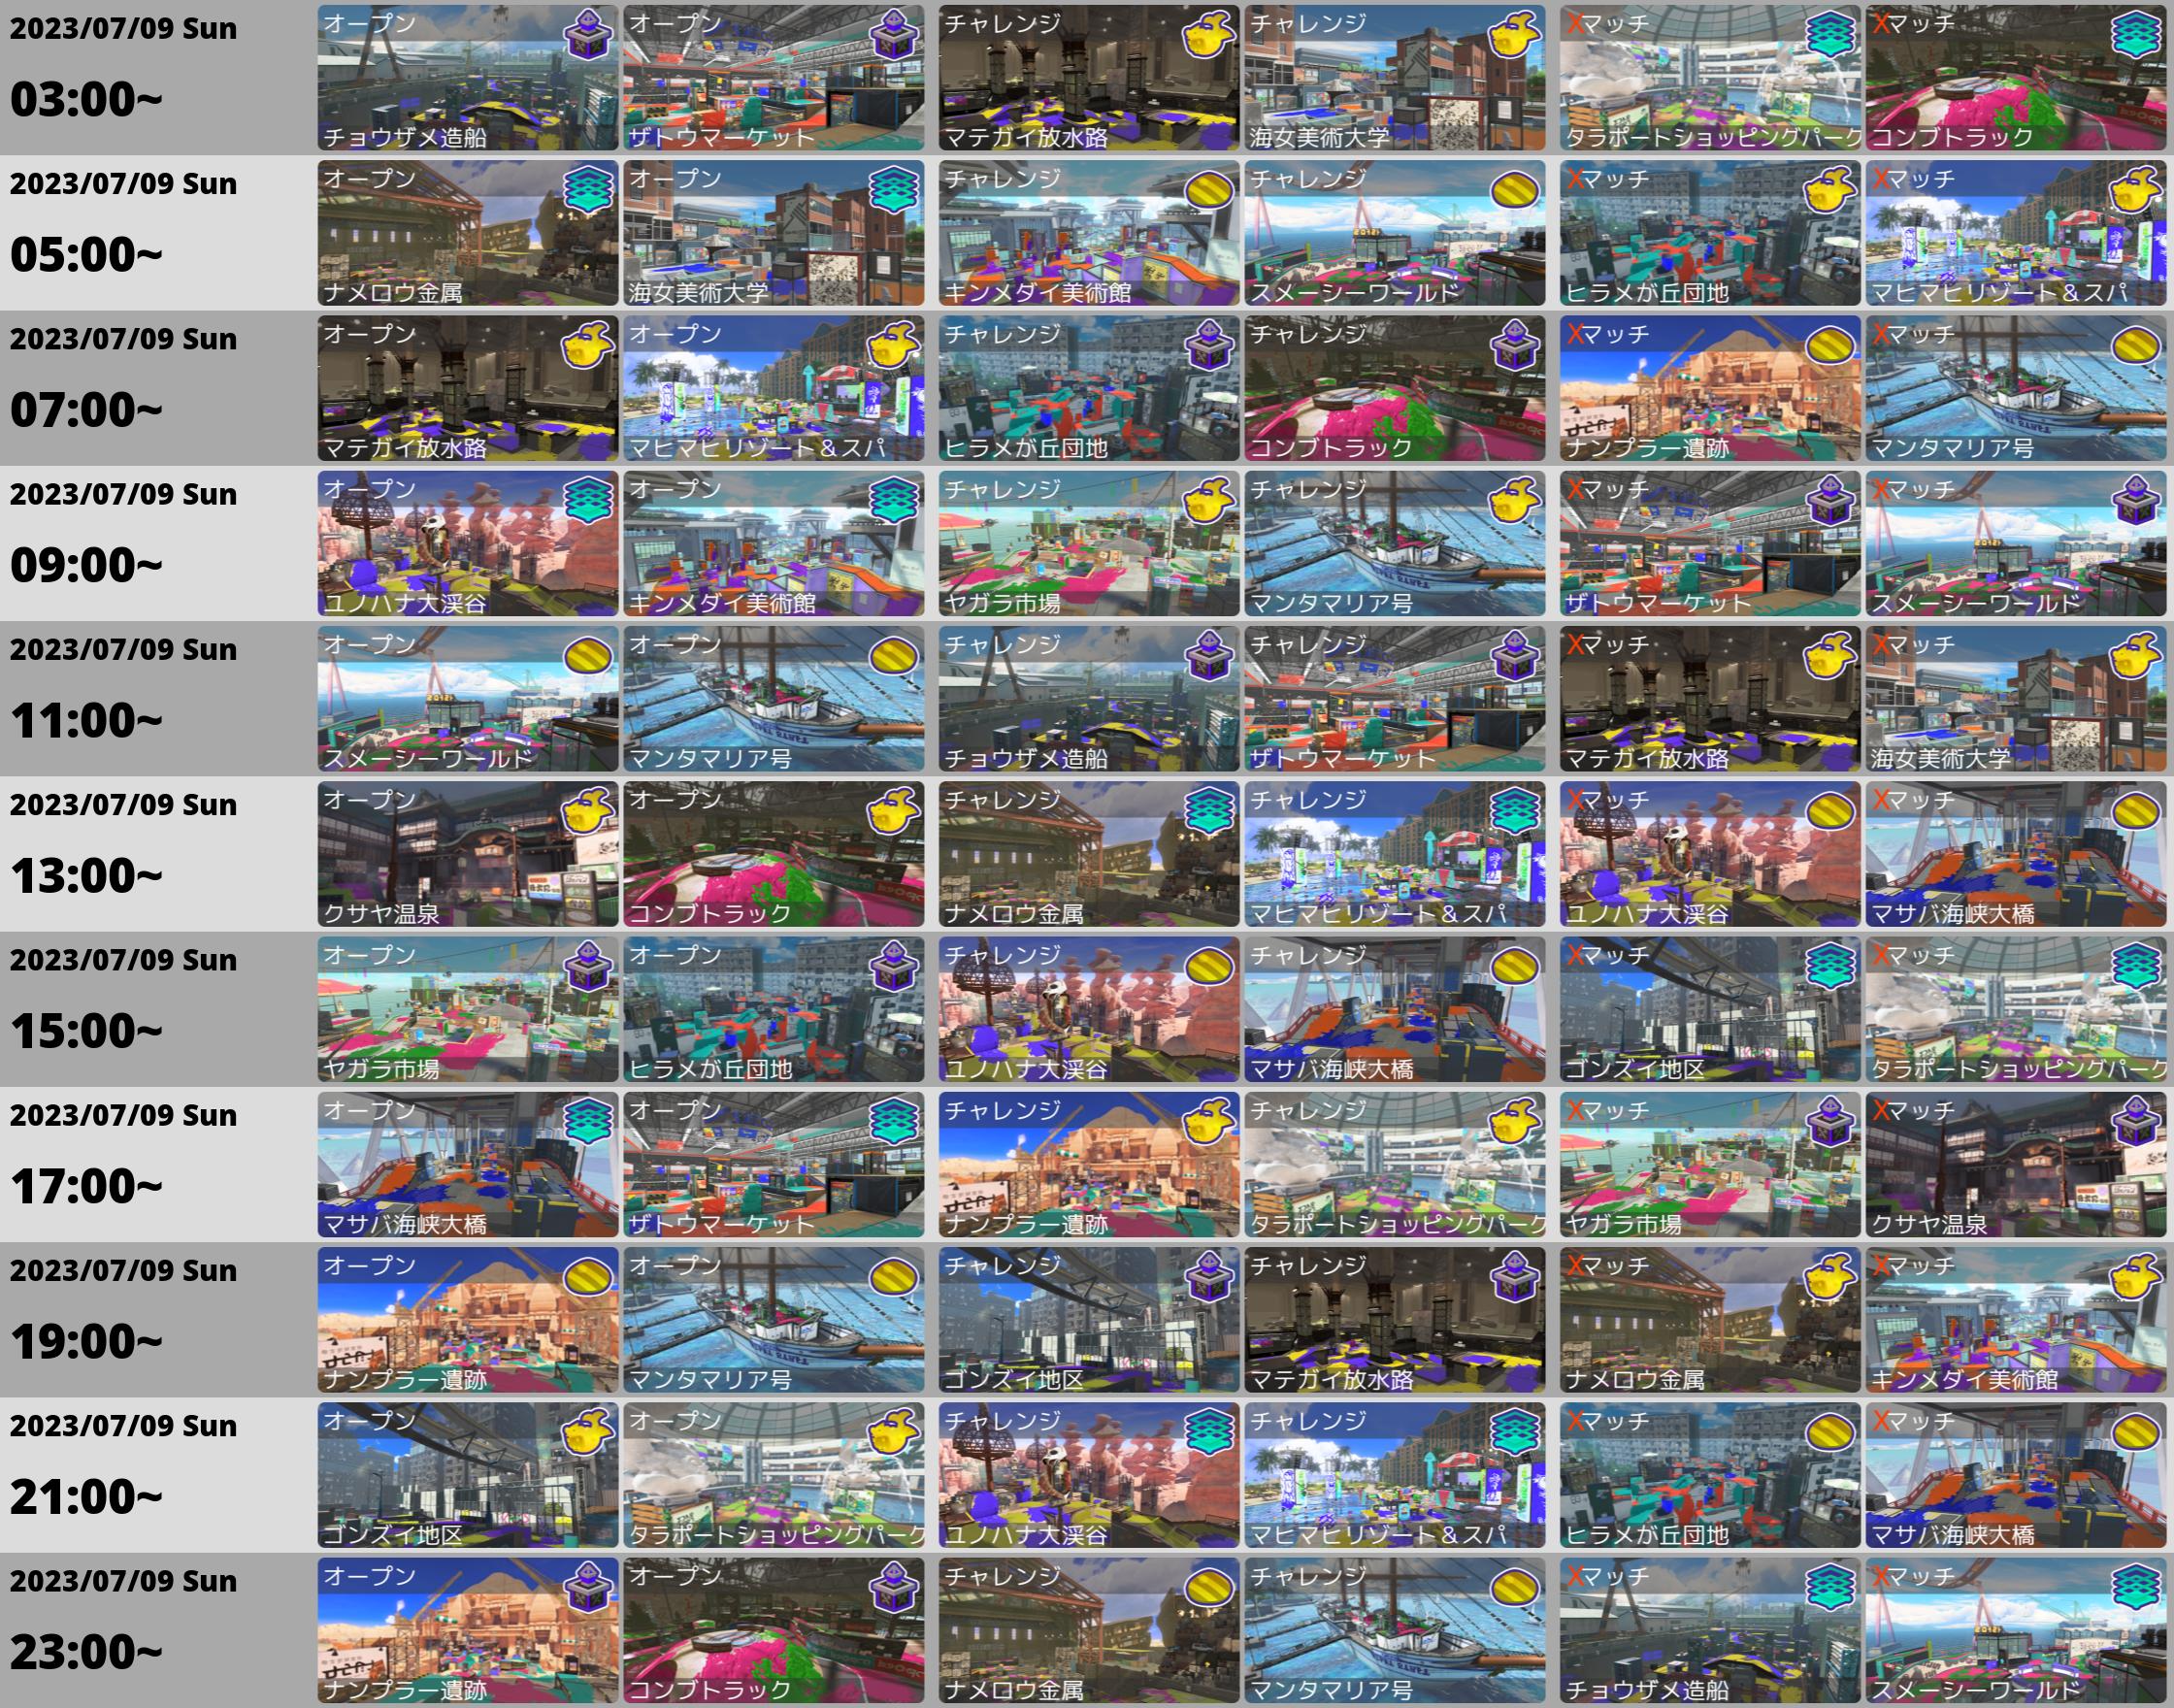 2023/07/09 Sun
03:00~
オープン オープン チャレンジ チャレンジ Xマッチ Xマッチ
チョウザメ造船 ザトウマーケット マテガイ放水路 海女美術大学 タラポートショッピングパーク コンブトラック
2023/07/09 Sun
05:00~
オープン オープン チャレンジ チャレンジ Xマッチ Xマッチ
ナメロウ金属 海女美術大学 キンメダイ美術館 スメーシーワールド ヒラメが丘団地 マヒマヒリゾート＆スパ
2023/07/09 Sun
07:00~
オープン オープン チャレンジ チャレンジ Xマッチ Xマッチ
マテガイ放水路 マヒマヒリゾート＆スパ ヒラメが丘団地 コンブトラック ナンプラー遺跡 マンタマリア号
2023/07/09 Sun
09:00~
オープン オープン チャレンジ チャレンジ Xマッチ Xマッチ
ユノハナ大渓谷 キンメダイ美術館 ヤガラ市場 マンタマリア号 ザトウマーケット スメーシーワールド
2023/07/09 Sun
11:00~
オープン オープン チャレンジ チャレンジ Xマッチ Xマッチ
スメーシーワールド マンタマリア号 チョウザメ造船 ザトウマーケット マテガイ放水路 海女美術大学
2023/07/09 Sun
13:00~
オープン オープン チャレンジ チャレンジ Xマッチ Xマッチ
クサヤ温泉 コンブトラック ナメロウ金属 マヒマヒリゾート＆スパ ユノハナ大渓谷 マサバ海峡大橋
2023/07/09 Sun
15:00~
オープン オープン チャレンジ チャレンジ Xマッチ Xマッチ
ヤガラ市場 ヒラメが丘団地 ユノハナ大渓谷 マサバ海峡大橋 ゴンズイ地区 タラポートショッピングパーク
2023/07/09 Sun
17:00~
オープン オープン チャレンジ チャレンジ Xマッチ Xマッチ
マサバ海峡大橋 ザトウマーケット ナンプラー遺跡 タラポートショッピングパーク ヤガラ市場 クサヤ温泉
2023/07/09 Sun
19:00~
オープン オープン チャレンジ チャレンジ Xマッチ Xマッチ
ナンプラー遺跡 マンタマリア号 ゴンズイ地区 マテガイ放水路 ナメロウ金属 キンメダイ美術館
2023/07/09 Sun
21:00~
オープン オープン チャレンジ チャレンジ Xマッチ Xマッチ
ゴンズイ地区 タラポートショッピングパーク ユノハナ大渓谷 マヒマヒリゾート＆スパ ヒラメが丘団地 マサバ海峡大橋
2023/07/09 Sun
23:00~
オープン オープン チャレンジ チャレンジ Xマッチ Xマッチ
ナンプラー遺跡 コンブトラック ナメロウ金属 マンタマリア号 チョウザメ造船 スメーシーワールド